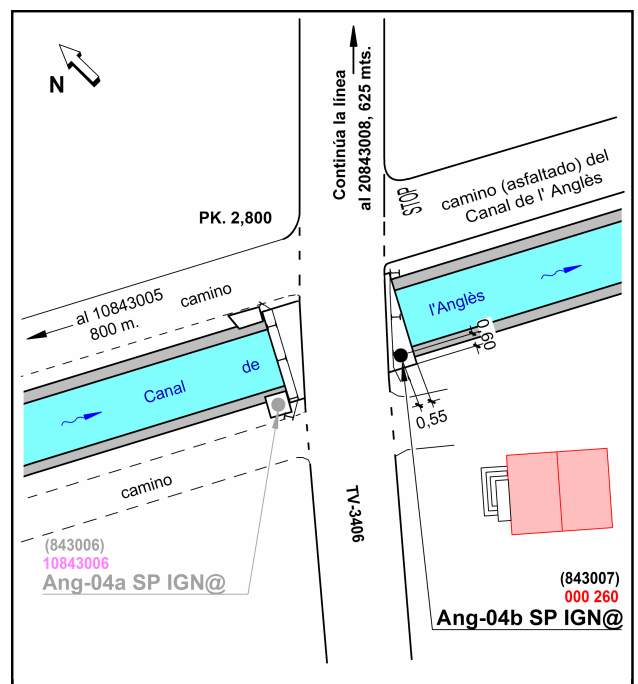 N
Continúa la línea
al 20843008, 625 mts.
PK. 2,800
STOP
camino (asfaltado) del
Canal de l' Anglès
al 10843005
800 m.
camino
l'Anglès
Canal
de
0,60
0,55
camino
TV-3406
(843006)
10843006
Ang-04a SP IGN@
(843007)
000 260
Ang-04b SP IGN@